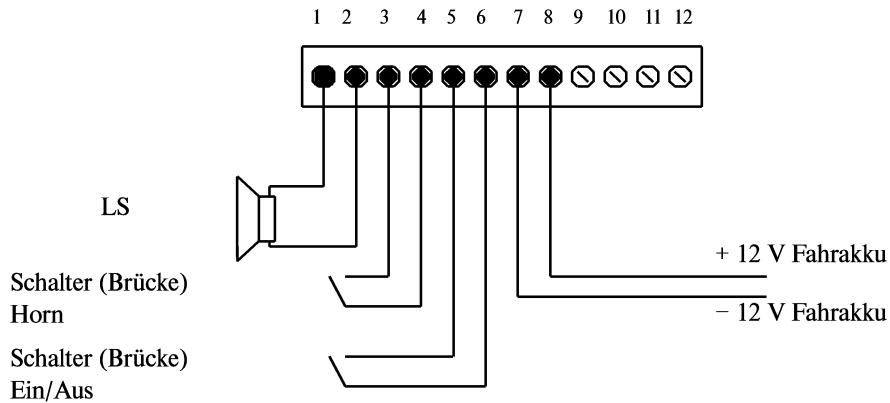 1 2 3 4 5 6 7 8 9 10 11 12
LS
+ 12 V Fahrakku
Schalter (Brücke)
Horn
− 12 V Fahrakku
Schalter (Brücke)
Ein/Aus